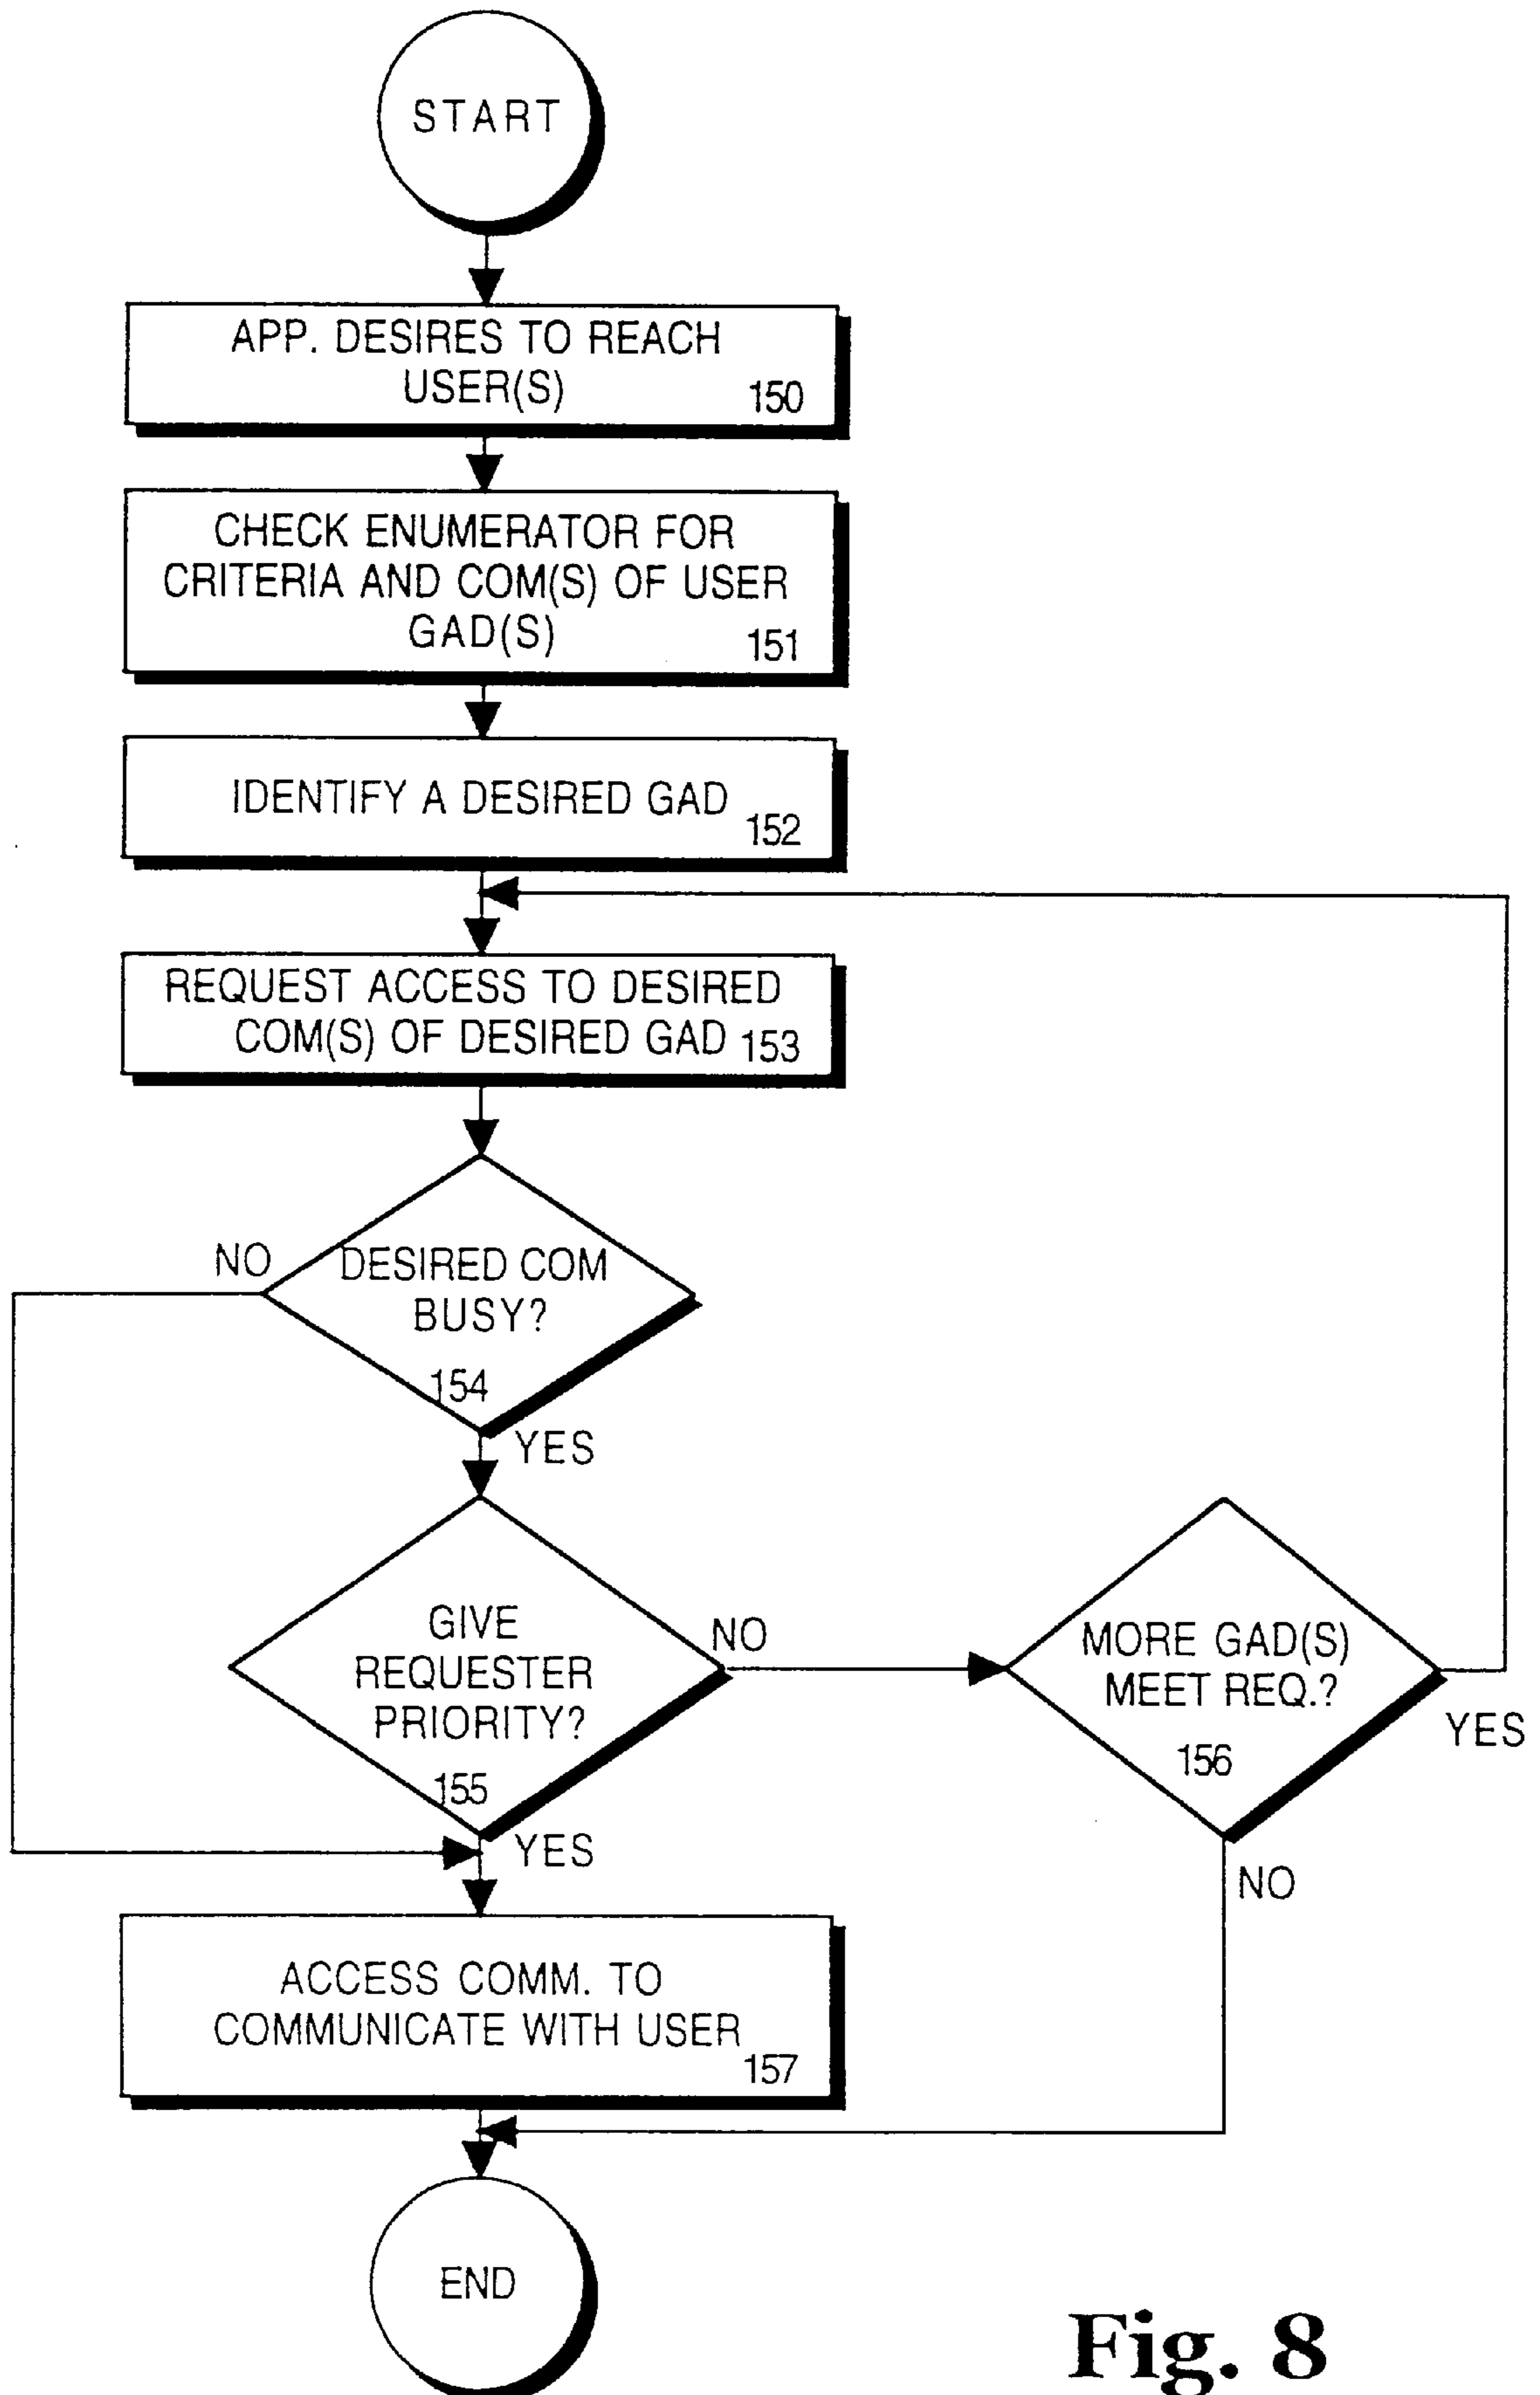 START
APP. DESIRES TO REACH
USER(S)
150
CHECK ENUMERATOR FOR
CRITERIA AND COM(S) OF USER
GAD(S)
151
IDENTIFY A DESIRED GAD
152
REQUEST ACCESS TO DESIRED
COM(S) OF DESIRED GAD 153
NO
DESIRED COM
BUSY?
154
YES
GIVE
REQUESTER
PRIORITY?
155
NO
YES
MORE GAD(S)
MEET REQ.?
156
YES
NO
ACCESS COMM. TO
COMMUNICATE WITH USER
157
END
Fig. 8